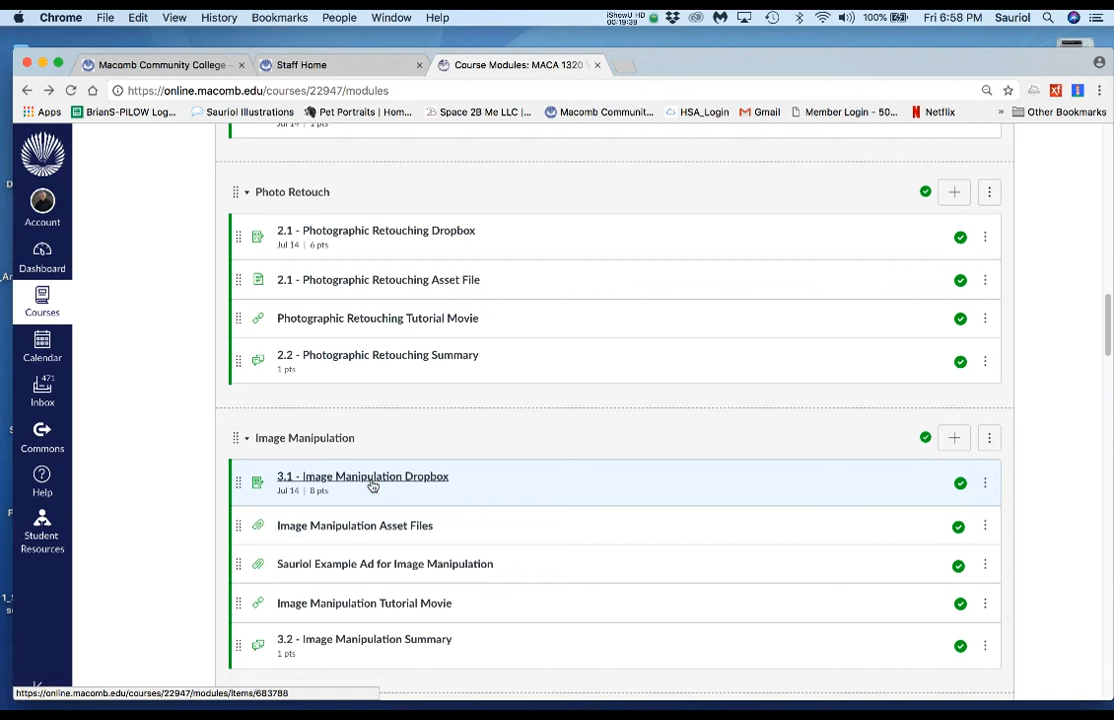 Chrome File Edit View History Bookmarks People Window Help iShowU HD 00:19:39 100% Fri 6:58 PM Sauriol
Macomb Community College - × Staff Home × Course Modules: MACA 1320 ×
https://online.macomb.edu/courses/22947/modules
Apps BrianS-PILOW Log... Sauriol Illustrations Pet Portraits | Hom... Space 2B Me LLC |... Macomb Communit... HSA_Login Gmail Member Login - 50... Netflix » Other Bookmarks
Account
Dashboard
Courses
Calendar
471
Inbox
Commons
Help
Student
Resources
Photo Retouch
2.1 - Photographic Retouching Dropbox
Jul 14 | 6 pts
2.1 - Photographic Retouching Asset File
Photographic Retouching Tutorial Movie
2.2 - Photographic Retouching Summary
1 pts
Image Manipulation
3.1 - Image Manipulation Dropbox
Jul 14 | 8 pts
Image Manipulation Asset Files
Sauriol Example Ad for Image Manipulation
Image Manipulation Tutorial Movie
3.2 - Image Manipulation Summary
1 pts
https://online.macomb.edu/courses/22947/modules/items/683788